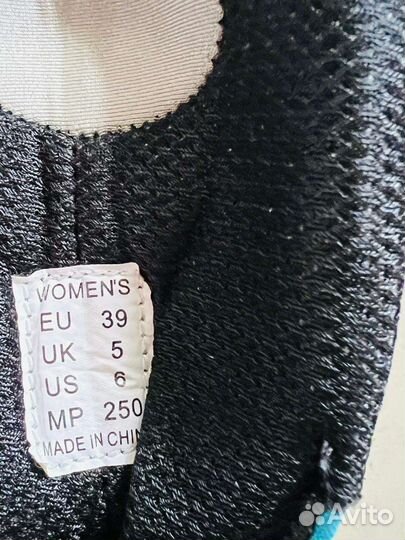 WOMEN'S
EU 39
UK 5
US 6
MP 250
MADE IN CHIN
Avito